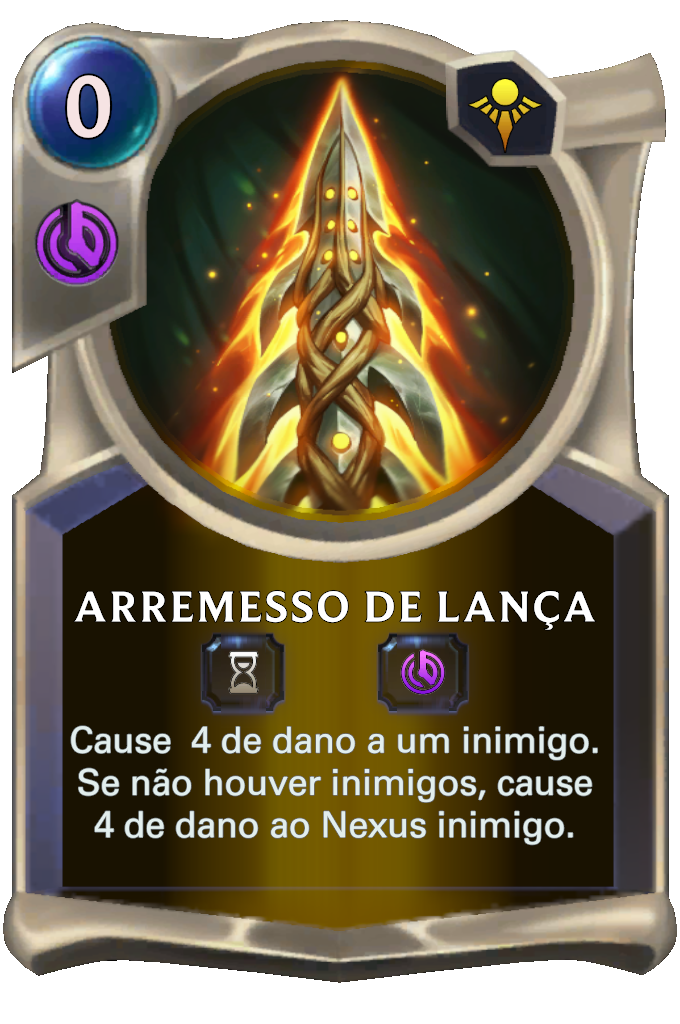 0
ARREMESSO DE LANÇA
Cause 4 de dano a um inimigo.
Se não houver inimigos, cause
4 de dano ao Nexus inimigo.